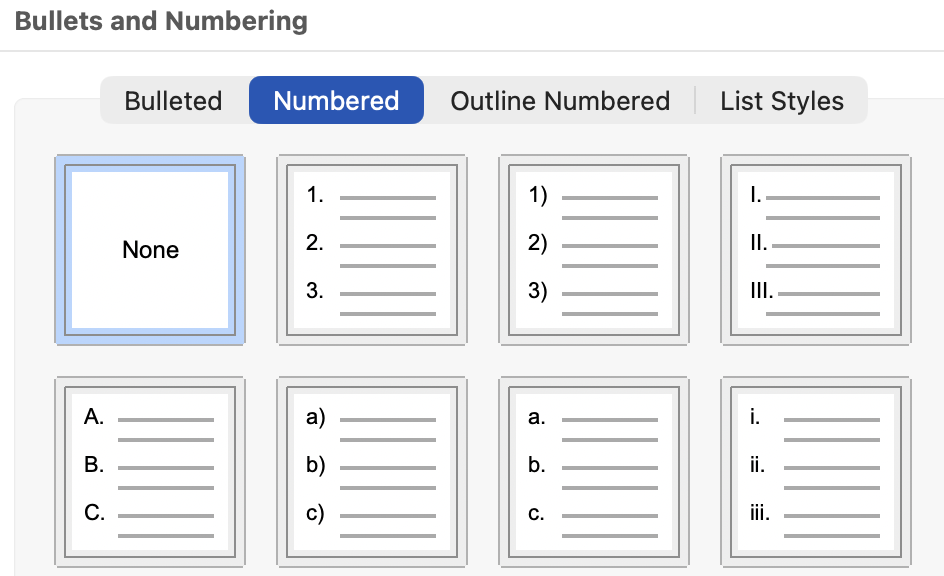 Bullets and Numbering
Bulleted Numbered Outline Numbered List Styles
None
1.
2.
3.
1)
2)
3)
I.
II.
III.
A.
B.
C.
a)
b)
c)
a.
b.
c.
i.
ii.
iii.